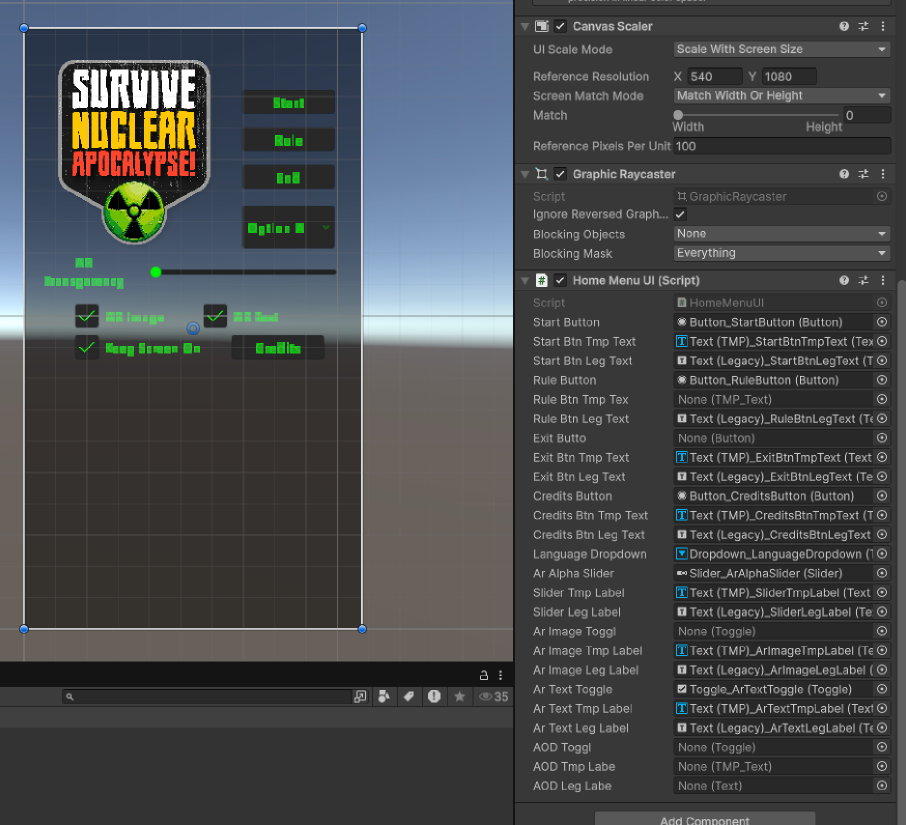 SURVIVE
NUCLEAR
APOCALYPSE!
Start
Rule
Option A
AR
Transparency
AR Image
AR Text
Keep Screen On
Credits
35
Canvas Scaler
UI Scale Mode
Scale With Screen Size
Reference Resolution
X 540
Y 1080
Screen Match Mode
Match Width Or Height
Match
0
Width
Height
Reference Pixels Per Unit
100
Graphic Raycaster
Script
GraphicRaycaster
Ignore Reversed Graph...
Blocking Objects
None
Blocking Mask
Everything
# Home Menu UI (Script)
Script
HomeMenuUI
Start Button
Button_StartButton (Button)
Start Btn Tmp Text
Text (TMP)_StartBtnTmpText (Tex
Start Btn Leg Text
Text (Legacy)_StartBtnLegText (T
Rule Button
Button_RuleButton (Button)
Rule Btn Tmp Tex
None (TMP_Text)
Rule Btn Leg Text
Text (Legacy)_RuleBtnLegText (Te
Exit Butto
None (Button)
Exit Btn Tmp Text
Text (TMP)_ExitBtnTmpText (Text
Exit Btn Leg Text
Text (Legacy)_ExitBtnLegText (Te
Credits Button
Button_CreditsButton (Button)
Credits Btn Tmp Text
Text (TMP)_CreditsBtnTmpText (T
Credits Btn Leg Text
Text (Legacy)_CreditsBtnLegText
Language Dropdown
Dropdown_LanguageDropdown (T
Ar Alpha Slider
Slider_ArAlphaSlider (Slider)
Slider Tmp Label
Text (TMP)_SliderTmpLabel (Text
Slider Leg Label
Text (Legacy)_SliderLegLabel (Te
Ar Image Toggl
None (Toggle)
Ar Image Tmp Label
Text (TMP)_ArImageTmpLabel (Te
Ar Image Leg Label
Text (Legacy)_ArImageLegLabel (
Ar Text Toggle
Toggle_ArTextToggle (Toggle)
Ar Text Tmp Label
Text (TMP)_ArTextTmpLabel (Text
Ar Text Leg Label
Text (Legacy)_ArTextLegLabel (Te
AOD Toggl
None (Toggle)
AOD Tmp Labe
None (TMP_Text)
AOD Leg Labe
None (Text)
Add Component